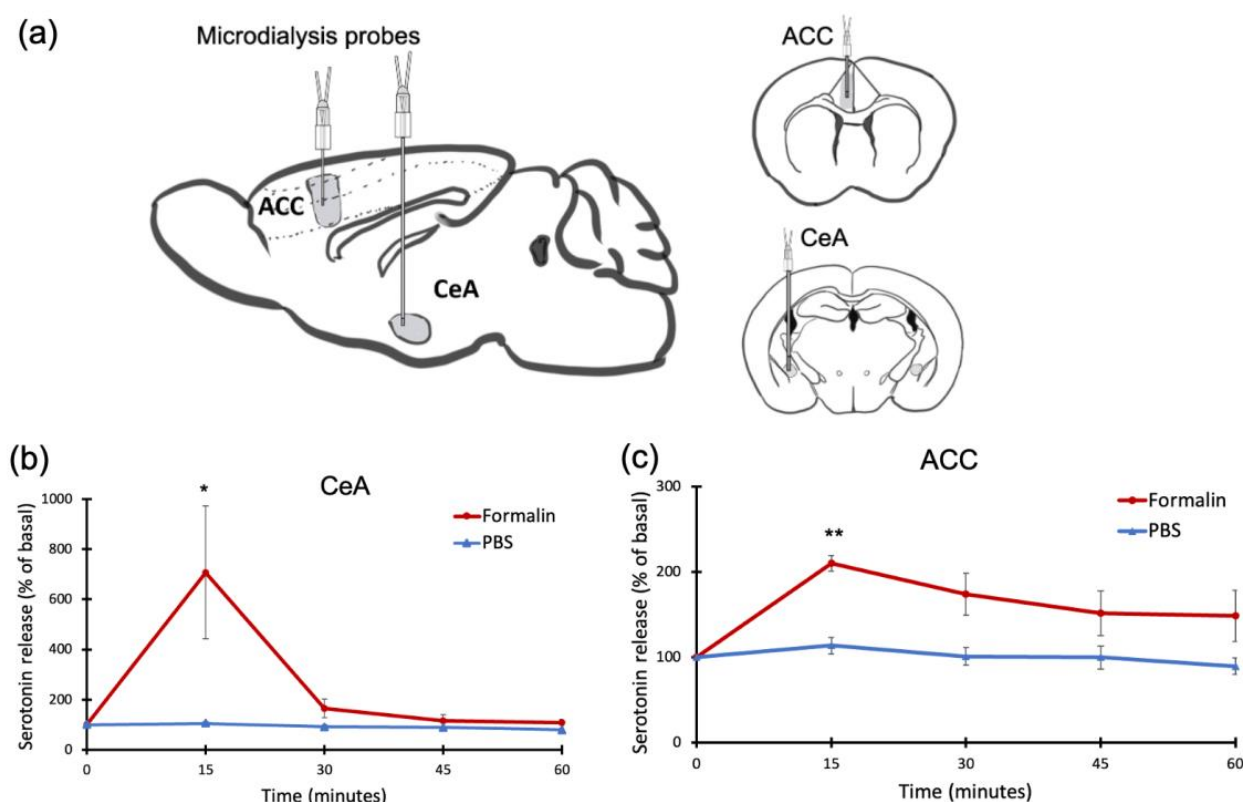 (a)
Microdialysis probes
ACC
CeA
ACC
CeA
(b)
CeA
*
Formalin
PBS
Serotonin release (% of basal)
1000
800
600
400
200
0
0 15 30 45 60
Time (minutes)
(c)
ACC
**
Formalin
PBS
Serotonin release (% of basal)
300
200
100
0
0 15 30 45 60
Time (minutes)